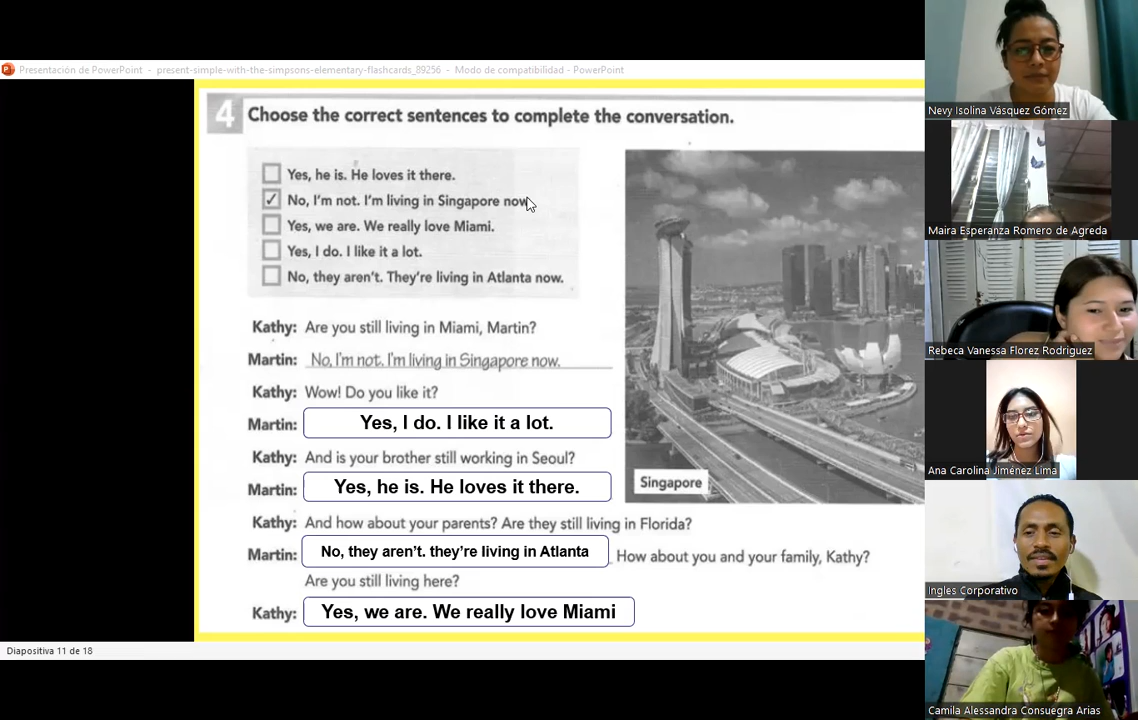 Presentación de PowerPoint - present-simple-with-the-simpsons-elementary-flashcards_89256 - Modo de compatibilidad - PowerPoint
4 Choose the correct sentences to complete the conversation.
Yes, he is. He loves it there.
No, I'm not. I'm living in Singapore now.
Yes, we are. We really love Miami.
Yes, I do. I like it a lot.
No, they aren't. They're living in Atlanta now.
Kathy: Are you still living in Miami, Martin?
Martin: No, I'm not. I'm living in Singapore now.
Kathy: Wow! Do you like it?
Martin: Yes, I do. I like it a lot.
Kathy: And is your brother still working in Seoul?
Martin: Yes, he is. He loves it there.
Kathy: And how about your parents? Are they still living in Florida?
Martin: No, they aren’t. they’re living in Atlanta. How about you and your family, Kathy?
Are you still living here?
Kathy: Yes, we are. We really love Miami
Singapore
Diapositiva 11 de 18
Nevy Isolina Vásquez Gómez
Maira Esperanza Romero de Agreda
Rebeca Vanessa Florez Rodriguez
Ana Carolina Jiménez Lima
Ingles Corporativo
Camila Alessandra Consuegra Arias